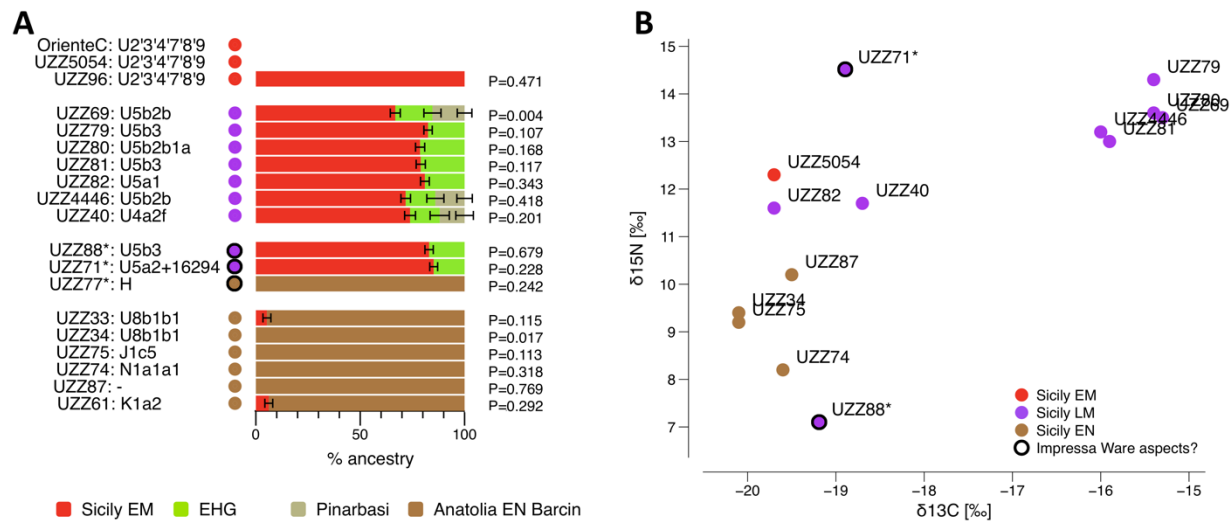 A
OrienteC: U2'3'4'7'8'9
UZZ5054: U2'3'4'7'8'9
UZZ96: U2'3'4'7'8'9 P=0.471
UZZ69: U5b2b P=0.004
UZZ79: U5b3 P=0.107
UZZ80: U5b2b1a P=0.168
UZZ81: U5b3 P=0.117
UZZ82: U5a1 P=0.343
UZZ4446: U5b2b P=0.418
UZZ40: U4a2f P=0.201
UZZ88*: U5b3 P=0.679
UZZ71*: U5a2+16294 P=0.228
UZZ77*: H P=0.242
UZZ33: U8b1b1 P=0.115
UZZ34: U8b1b1 P=0.017
UZZ75: J1c5 P=0.113
UZZ74: N1a1a1 P=0.318
UZZ87: - P=0.769
UZZ61: K1a2 P=0.292
0 50 100
% ancestry
Sicily EM EHG Pinarbasi Anatolia EN Barcin
B
15
14
13
12
11
10
9
8
7
δ15N [‰]
UZZ71*
UZZ79
UZZ80
UZZ69
UZZ4446
UZZ81
UZZ5054
UZZ82
UZZ40
UZZ87
UZZ34
UZZ75
UZZ74
UZZ88*
Sicily EM
Sicily LM
Sicily EN
Impressa Ware aspects?
−20 −19 −18 −17 −16 −15
δ13C [‰]